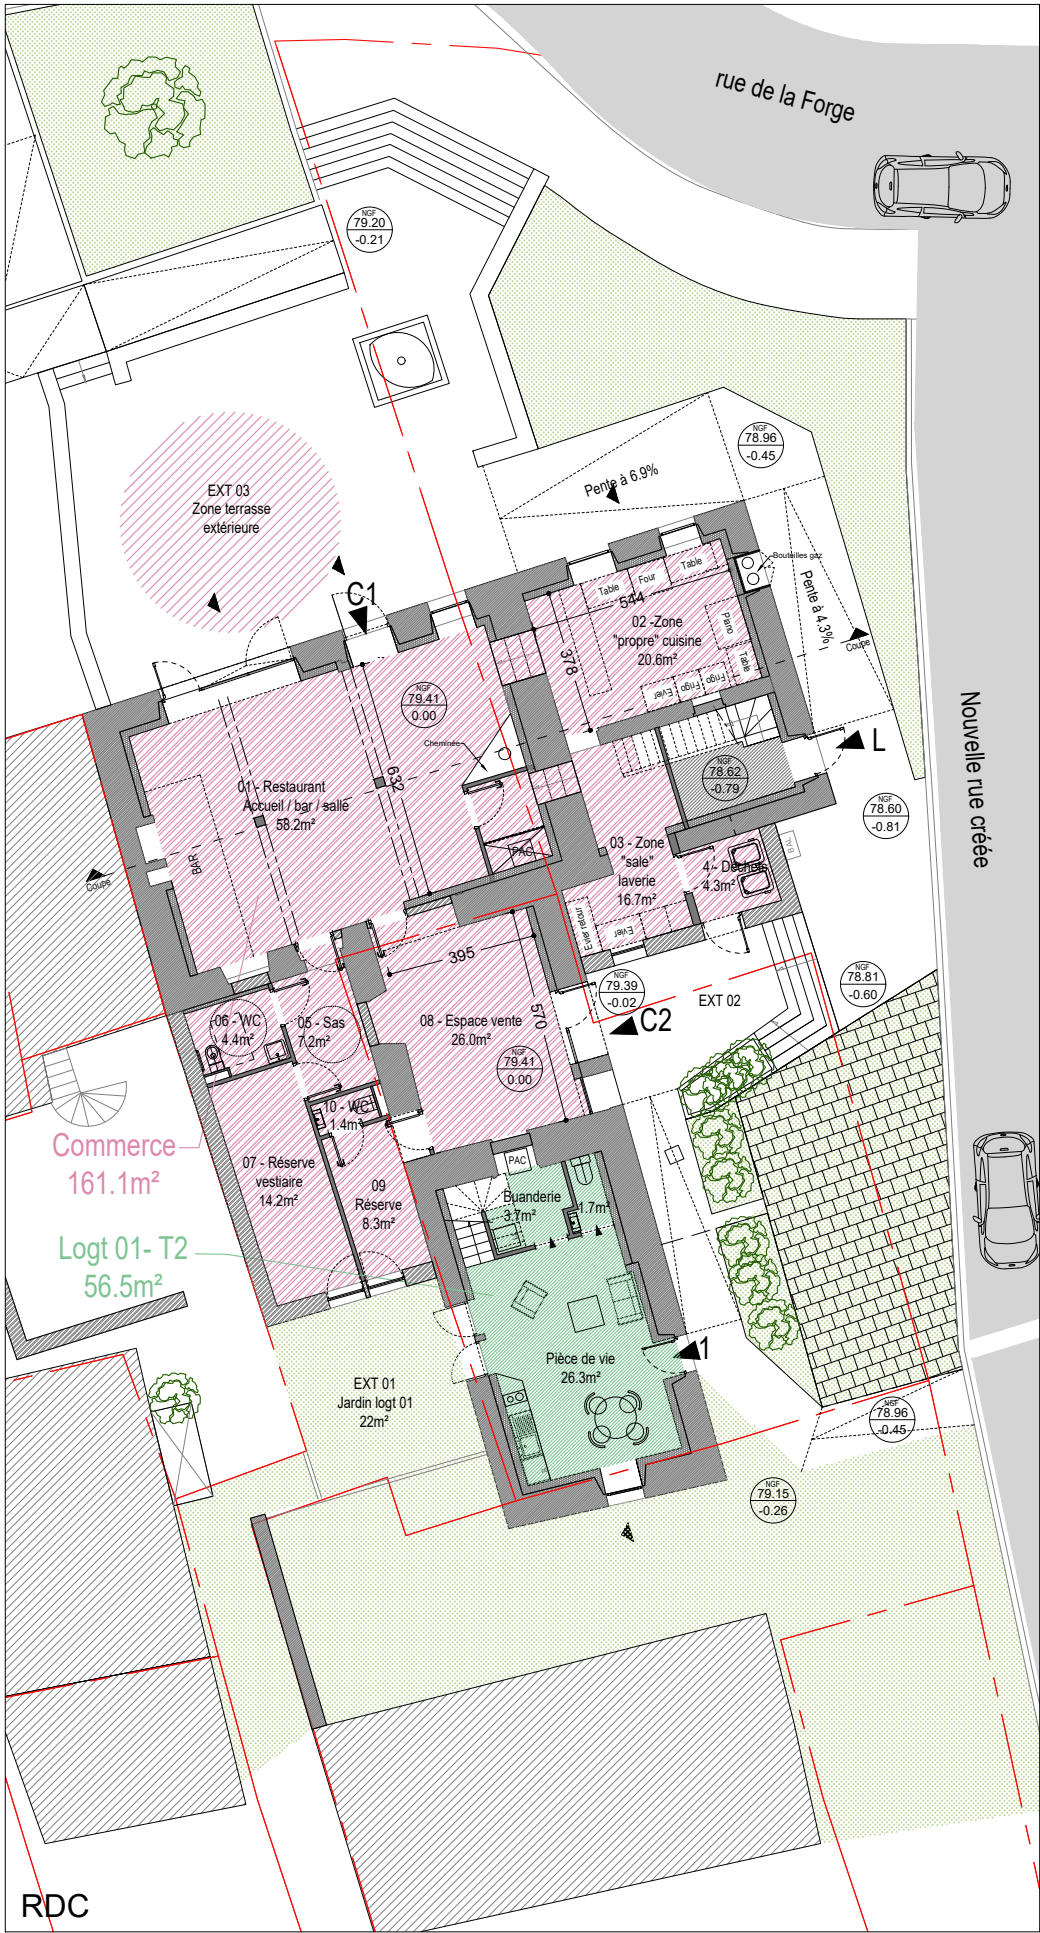 rue de la Forge
NGF
79.20
-0.21
NGF
78.96
-0.45
Pente à 6.9%
EXT 03
Zone terrasse
extérieure
Bouteilles gaz
Pente à 4.3%
Coupe
C1
Table
Four
Table
544
02 -Zone
"propre" cuisine
20.6m²
378
Piano
Table
Frigo
Frigo
Evier
NGF
79.41
0.00
Cheminée
632
L
NGF
78.62
-0.79
NGF
78.60
-0.81
Nouvelle rue créée
01 - Restaurant
Accueil / bar / salle
58.2m²
BAR
Coupe
PAC
03 - Zone
"sale"
laverie
16.7m²
4 - Déchets
4.3m²
BAL
Evier retour
Evier
395
570
NGF
79.39
-0.02
EXT 02
NGF
78.81
-0.60
C2
06 - WC
4.4m²
05 - Sas
7.2m²
08 - Espace vente
26.0m²
NGF
79.41
0.00
10 - WC
1.4m²
Commerce
161.1m²
07 - Réserve
vestiaire
14.2m²
09
Réserve
8.3m²
PAC
Buanderie
3.7m²
1.7m²
Logt 01- T2
56.5m²
Pièce de vie
26.3m²
1
EXT 01
Jardin logt 01
22m²
NGF
78.96
-0.45
NGF
79.15
-0.26
RDC